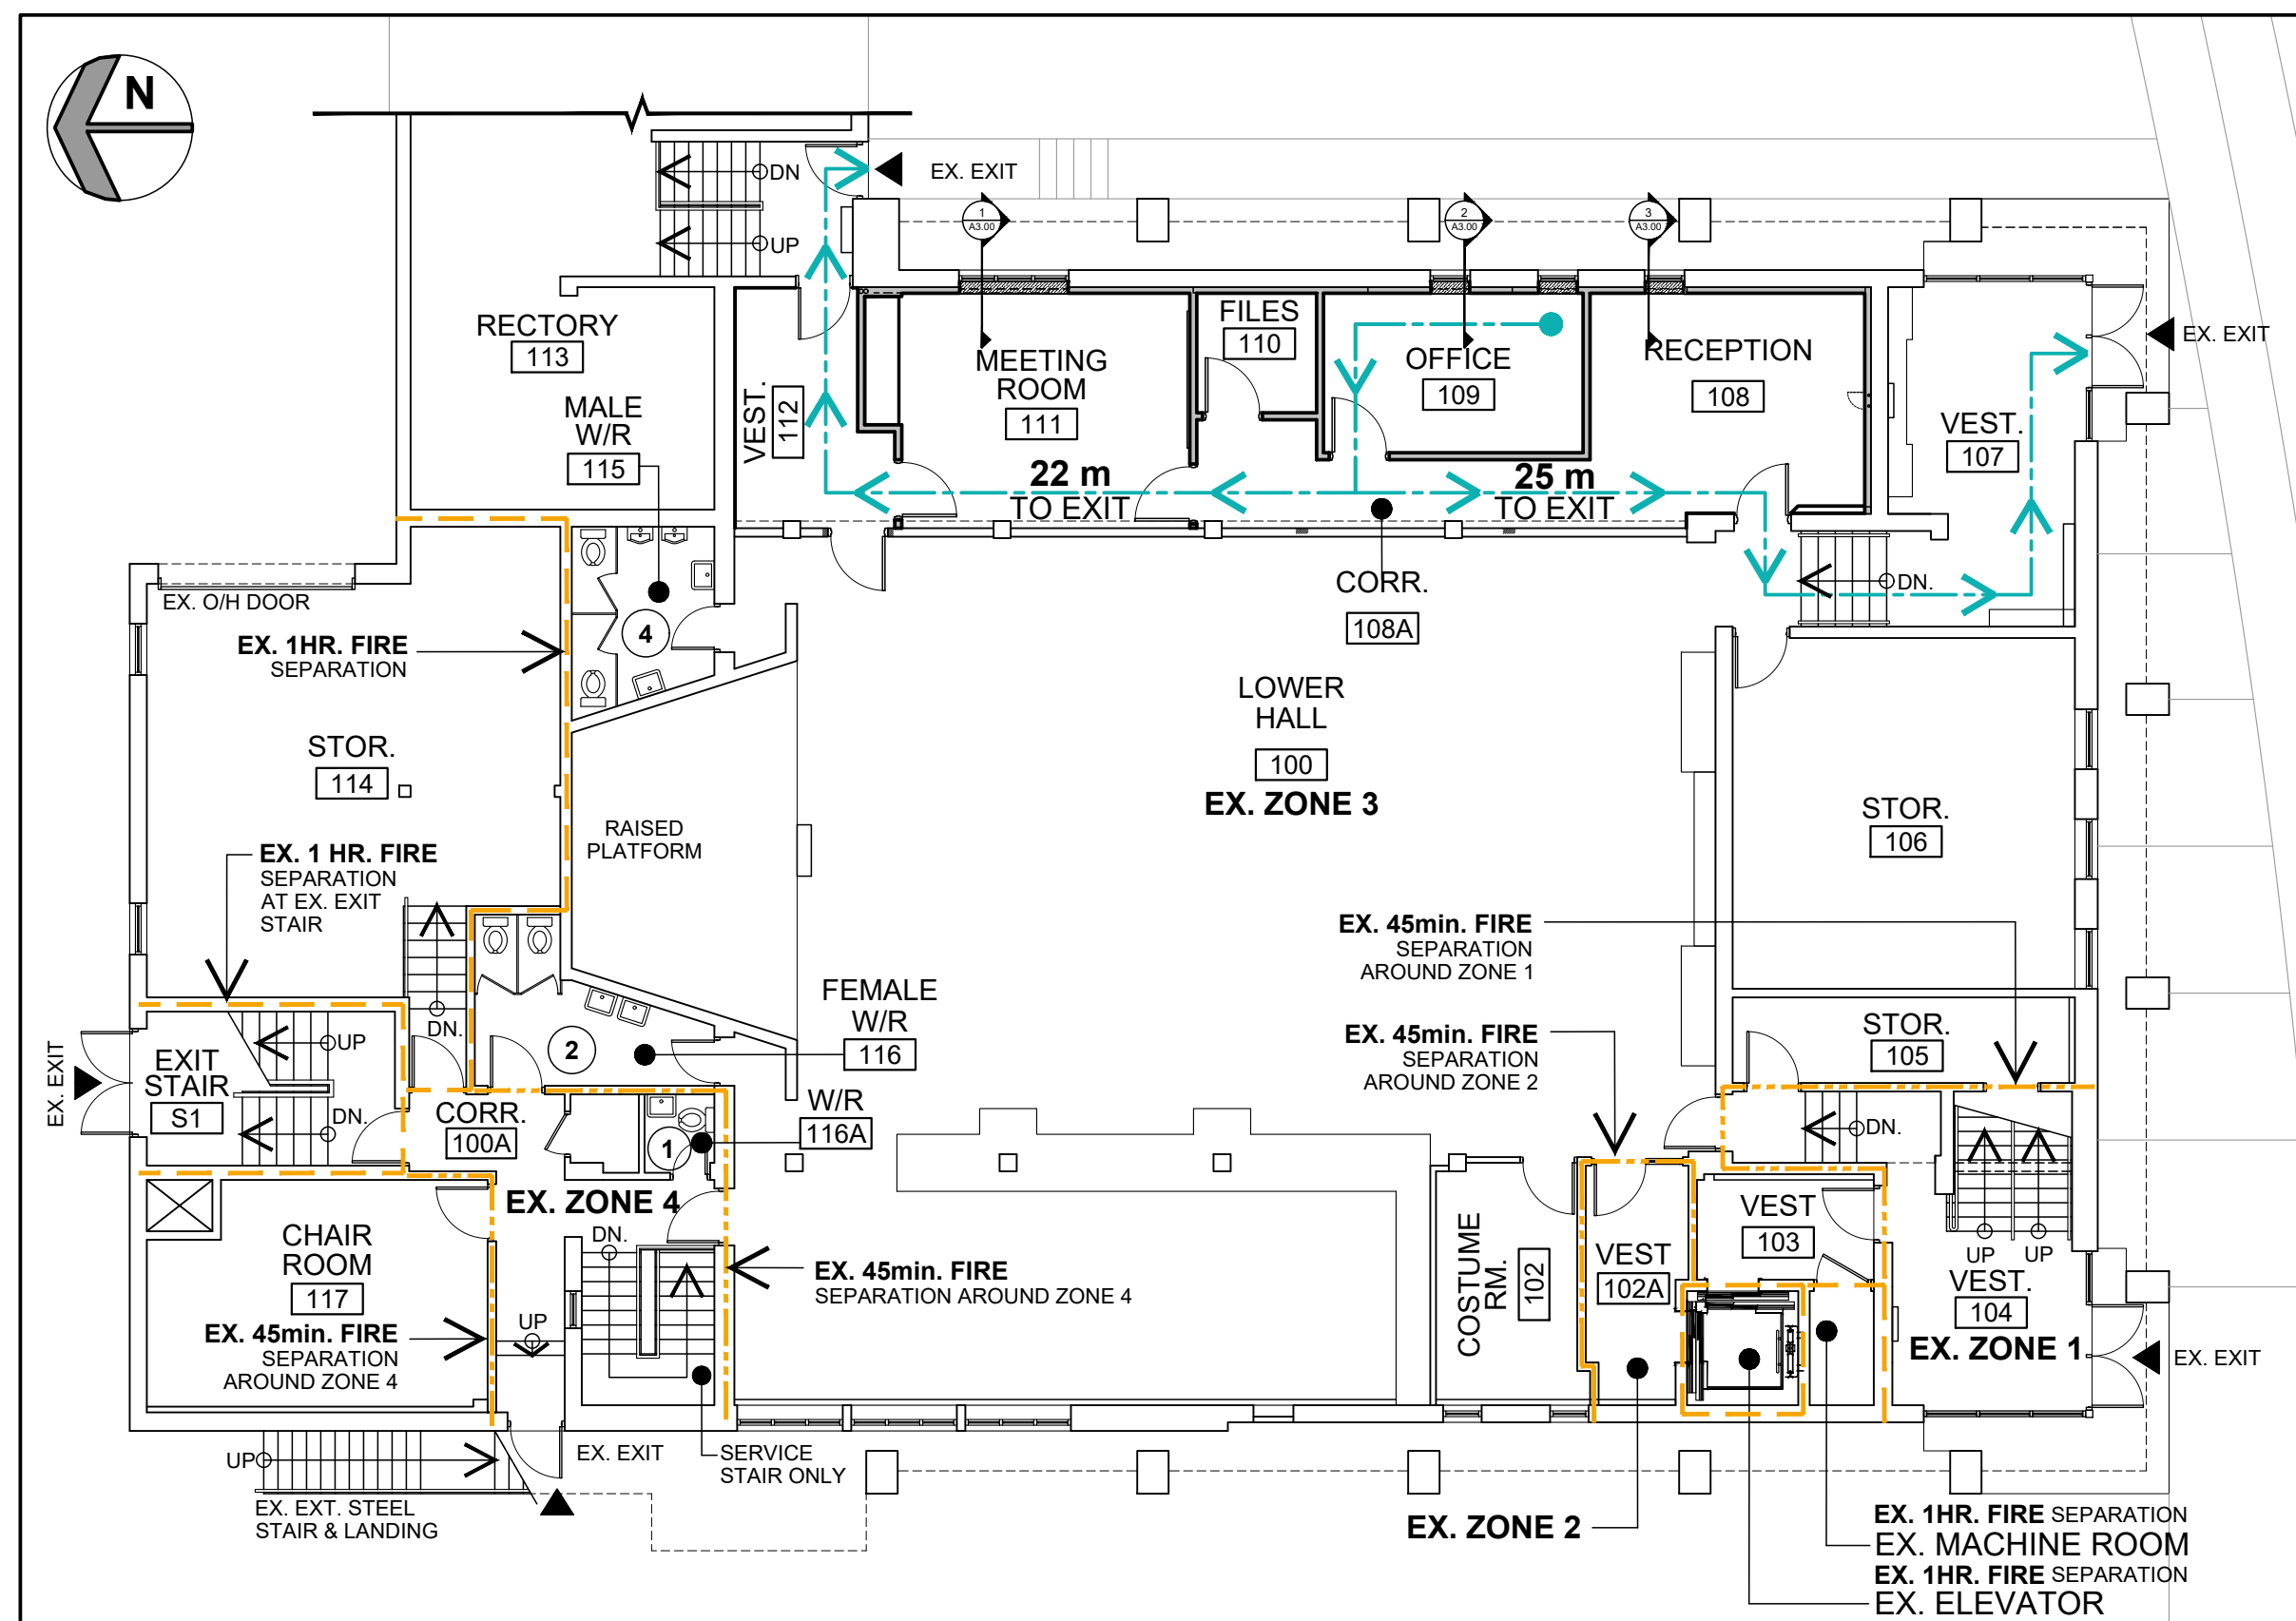 N
DN
UP
EX. EXIT
1
A3.00
2
A3.00
3
A3.00
RECTORY
113
MALE
W/R
115
VEST.
112
MEETING
ROOM
111
FILES
110
OFFICE
109
RECEPTION
108
VEST.
107
EX. EXIT
22 m
TO EXIT
25 m
TO EXIT
CORR.
108A
DN.
EX. O/H DOOR
EX. 1HR. FIRE
SEPARATION
4
STOR.
114
RAISED
PLATFORM
LOWER
HALL
100
EX. ZONE 3
STOR.
106
EX. 1 HR. FIRE
SEPARATION
AT EX. EXIT
STAIR
EX. 45min. FIRE
SEPARATION
AROUND ZONE 1
EX. 45min. FIRE
SEPARATION
AROUND ZONE 2
STOR.
105
FEMALE
W/R
116
2
DN.
EX. EXIT
EXIT
STAIR
S1
UP
DN.
CORR.
100A
W/R
116A
1
EX. ZONE 4
DN.
UP
CHAIR
ROOM
117
EX. 45min. FIRE
SEPARATION
AROUND ZONE 4
EX. 45min. FIRE
SEPARATION AROUND ZONE 4
COSTUME
RM.
102
VEST
102A
VEST
103
DN.
UP
UP
VEST.
104
EX. ZONE 1
EX. EXIT
UP
EX. EXT. STEEL
STAIR & LANDING
EX. EXIT
SERVICE
STAIR ONLY
EX. ZONE 2
EX. 1HR. FIRE SEPARATION
EX. MACHINE ROOM
EX. 1HR. FIRE SEPARATION
EX. ELEVATOR